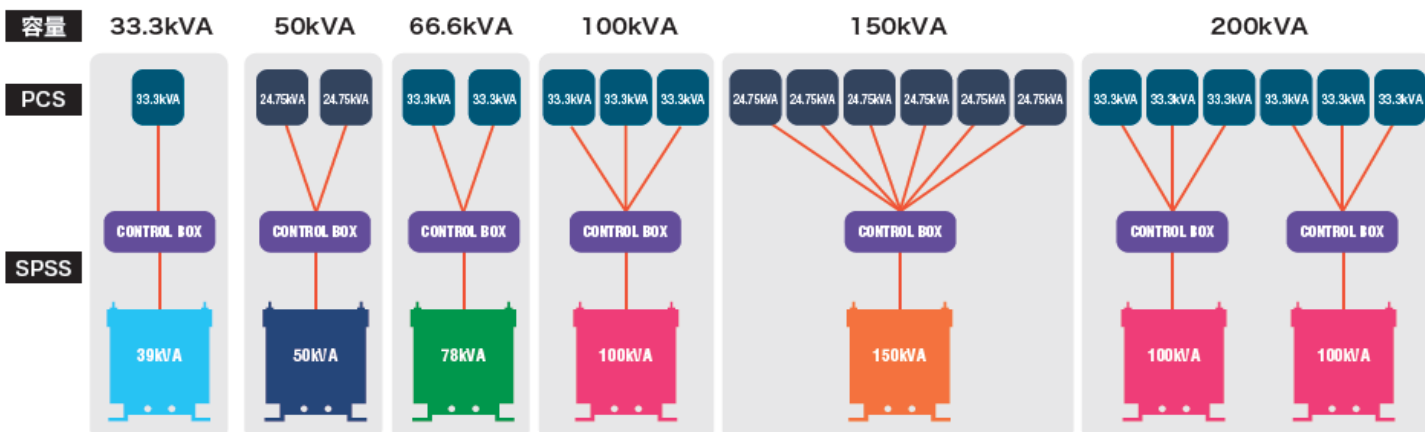 容量 33.3kVA 50kVA 66.6kVA 100kVA 150kVA 200kVA
PCS 33.3kVA 24.75kVA 24.75kVA 33.3kVA 33.3kVA 33.3kVA 33.3kVA 33.3kVA 24.75kVA 24.75kVA 24.75kVA 24.75kVA 24.75kVA 24.75kVA 33.3kVA 33.3kVA 33.3kVA 33.3kVA 33.3kVA 33.3kVA
CONTROL BOX CONTROL BOX CONTROL BOX CONTROL BOX CONTROL BOX CONTROL BOX CONTROL BOX
SPSS
39kVA 50kVA 78kVA 100kVA 150kVA 100kVA 100kVA